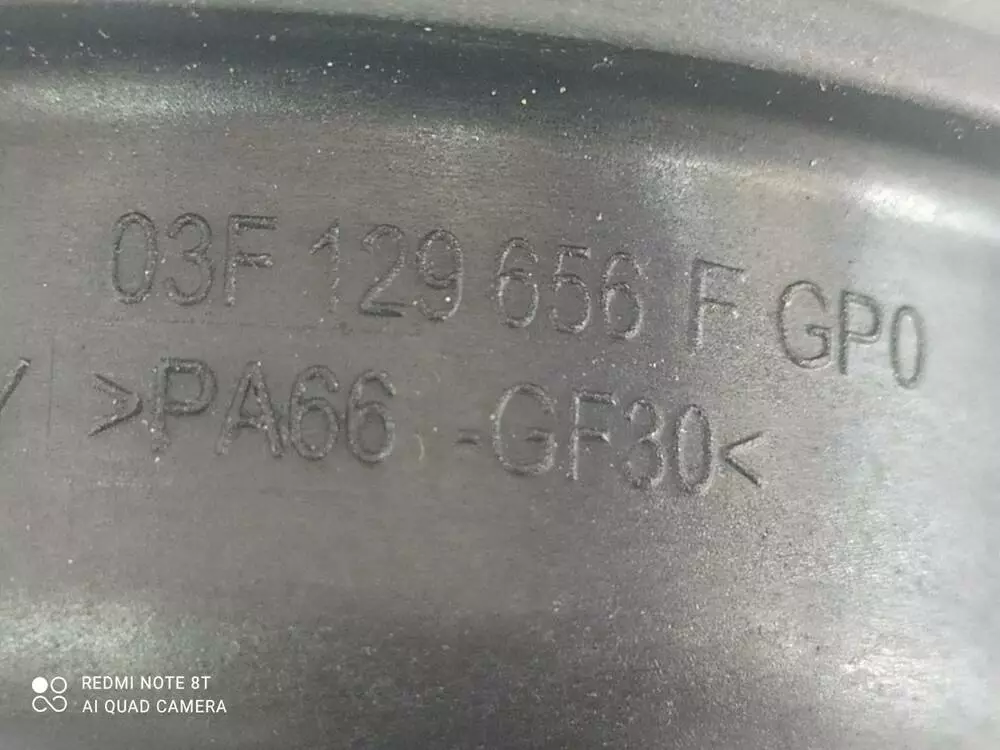 03F 129 656 F GP0
>PA66 -GF30<
REDMI NOTE 8T
AI QUAD CAMERA